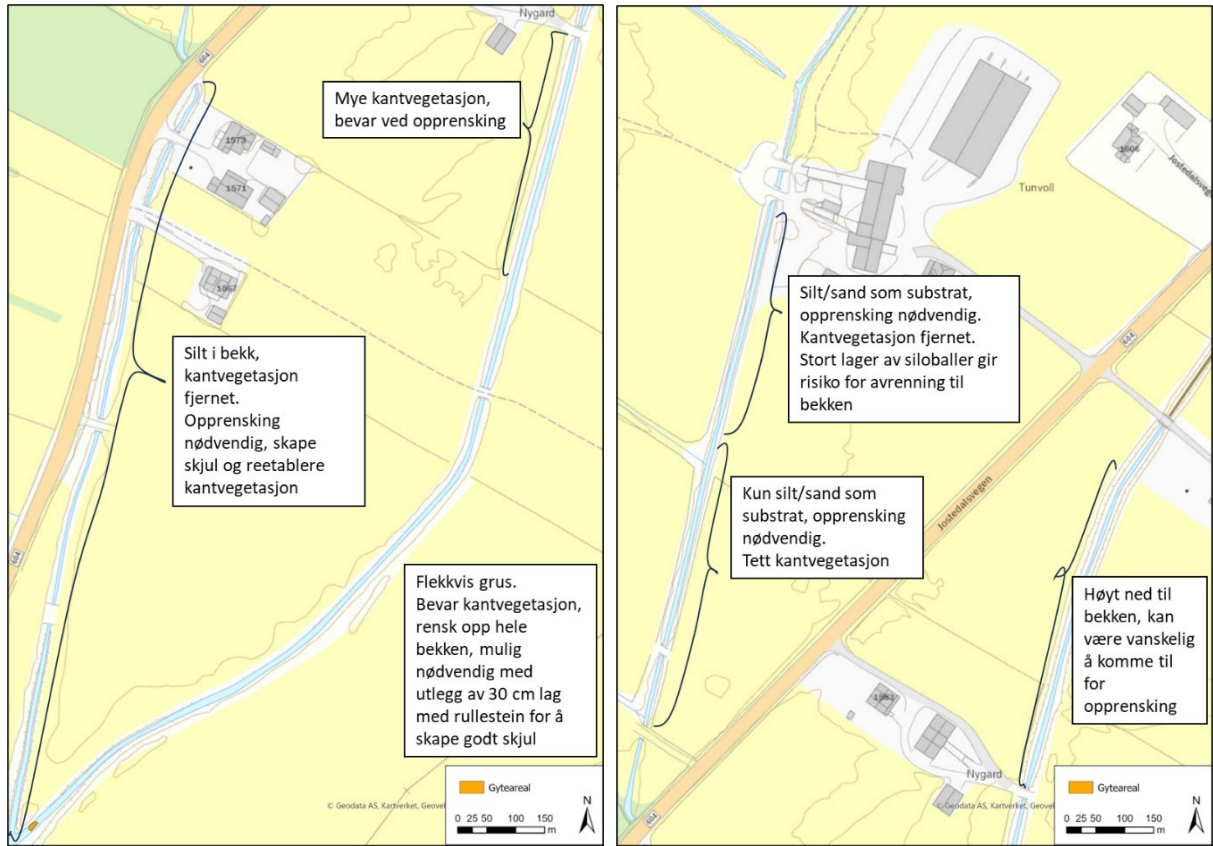 Nygard
604
Mye kantvegetasjon,
bevar ved opprensking
1573
1571
1567
Silt i bekk,
kantvegetasjon
fjernet.
Opprensking
nødvendig, skape
skjul og reetablere
kantvegetasjon
604
Flekkvis grus.
Bevar kantvegetasjon,
rensk opp hele
bekken, mulig
nødvendig med
utlegg av 30 cm lag
med rullestein for å
skape godt skjul
Gyteareal
© Geodata AS, Kartverket,
N
0 25 50 100 150
m
1606
Tunvoll
Jostedalsvegen
Silt/sand som substrat,
opprensking nødvendig.
Kantvegetasjon fjernet.
Stort lager av siloballer gir
risiko for avrenning til
bekken
604
Kun silt/sand som
substrat, opprensking
nødvendig.
Tett kantvegetasjon
Jostedalsvegen
Høyt ned til
bekken, kan
være vanskelig
å komme til
for
opprensking
1583
Nygard
604
Gyteareal
Geodata AS, Kartverket,
N
0 25 50 100 150
m